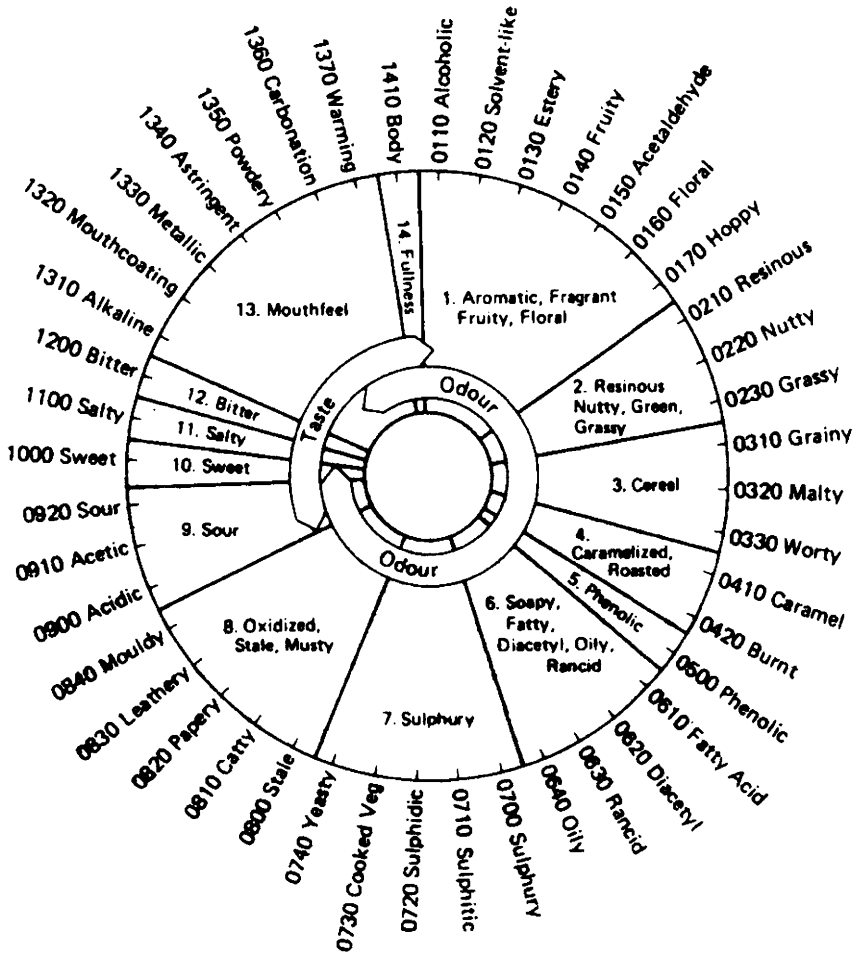 0110 Alcoholic
0120 Solvent-like
0130 Estery
0140 Fruity
0150 Acetaldehyde
0160 Floral
0170 Hoppy
0210 Resinous
0220 Nutty
0230 Grassy
0310 Grainy
0320 Malty
0330 Worty
0410 Caramel
0420 Burnt
0500 Phenolic
0610 Fatty Acid
0620 Diacetyl
0630 Rancid
0640 Oily
0700 Sulphury
0710 Sulphitic
0720 Sulphidic
0730 Cooked Veg
0740 Yeasty
0800 Stale
0810 Catty
0820 Papery
0830 Leathery
0840 Mouldy
0900 Acidic
0910 Acetic
0920 Sour
1000 Sweet
1100 Salty
1200 Bitter
1310 Alkaline
1320 Mouthcoating
1330 Metallic
1340 Astringent
1350 Powdery
1360 Carbonation
1370 Warming
1410 Body
1. Aromatic, Fragrant
Fruity, Floral
2. Resinous
Nutty, Green,
Grassy
3. Cereal
4.
Caramelized,
Roasted
5. Phenolic
6. Soapy,
Fatty,
Diacetyl, Oily,
Rancid
7. Sulphury
8. Oxidized,
Stale, Musty
9. Sour
10. Sweet
11. Salty
12. Bitter
13. Mouthfeel
14. Fullness
Taste
Odour
Odour